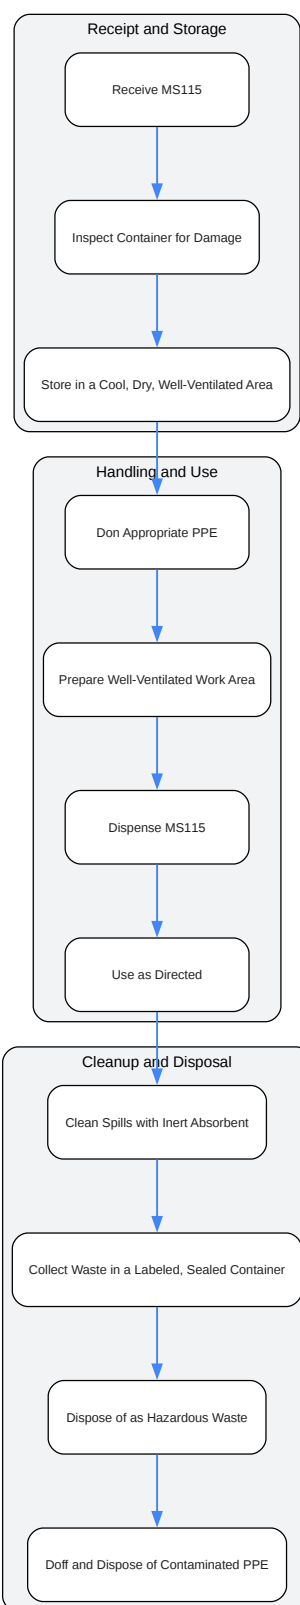 Receipt and Storage
Receive MS115
Inspect Container for Damage
Store in a Cool, Dry, Well-Ventilated Area
Handling and Use
Don Appropriate PPE
Prepare Well-Ventilated Work Area
Dispense MS115
Use as Directed
Cleanup and Disposal
Clean Spills with Inert Absorbent
Collect Waste in a Labeled, Sealed Container
Dispose of as Hazardous Waste
Doff and Dispose of Contaminated PPE